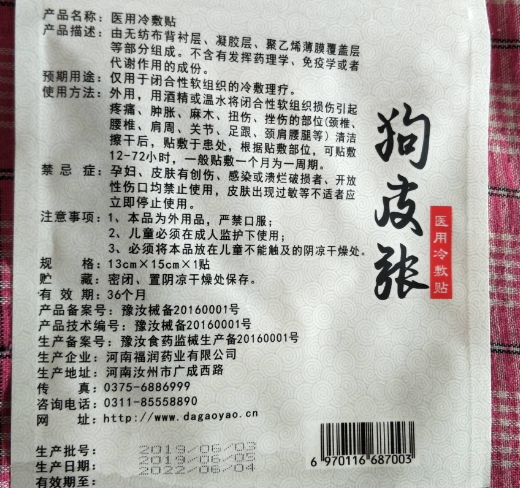 产品名称：医用冷敷贴
产品描述：由无纺布背衬层、凝胶层、聚乙烯薄膜覆盖层
等部分组成。不含有发挥药理学、免疫学或者
代谢作用的成份。
预期用途：仅用于闭合性软组织的冷敷理疗。
使用方法：外用，用酒精或温水将闭合性软组织损伤引起
疼痛、肿胀、麻木、扭伤、挫伤的部位(颈椎、
腰椎、肩周、关节、足跟、颈肩腰腿等）清洁
擦干后，贴敷于患处，根据贴敷部位，可贴敷
12-72小时，一般贴敷一个月为一周期。
禁忌症：孕妇、皮肤有创伤、感染或溃烂破损者、开放
性伤口均禁止使用，皮肤出现过敏等不适者应
立即停止使用。
注意事项：1、本品为外用品，严禁口服；
2、儿童必须在成人监护下使用；
3、必须将本品放在儿童不能触及的阴凉干燥处。
规格：13cm×15cm×1贴
贮藏：密闭、置阴凉干燥处保存。
有效期：36个月
产品备案号：豫汝械备20160001号
产品技术编号：豫汝械备20160001号
生产备案号：豫汝食药监械生产备20160001号
生产企业：河南福润药业有限公司
生产地址：河南汝州市广成西路
传真：0375-6886999
咨询电话：0311-85558890
网址：http://www.dagaoyao.cn
生产批号：2019/06/03
生产日期：2019/06/05
有效期至：2022/06/04
狗皮张
医用冷敷贴
6 970116 687003